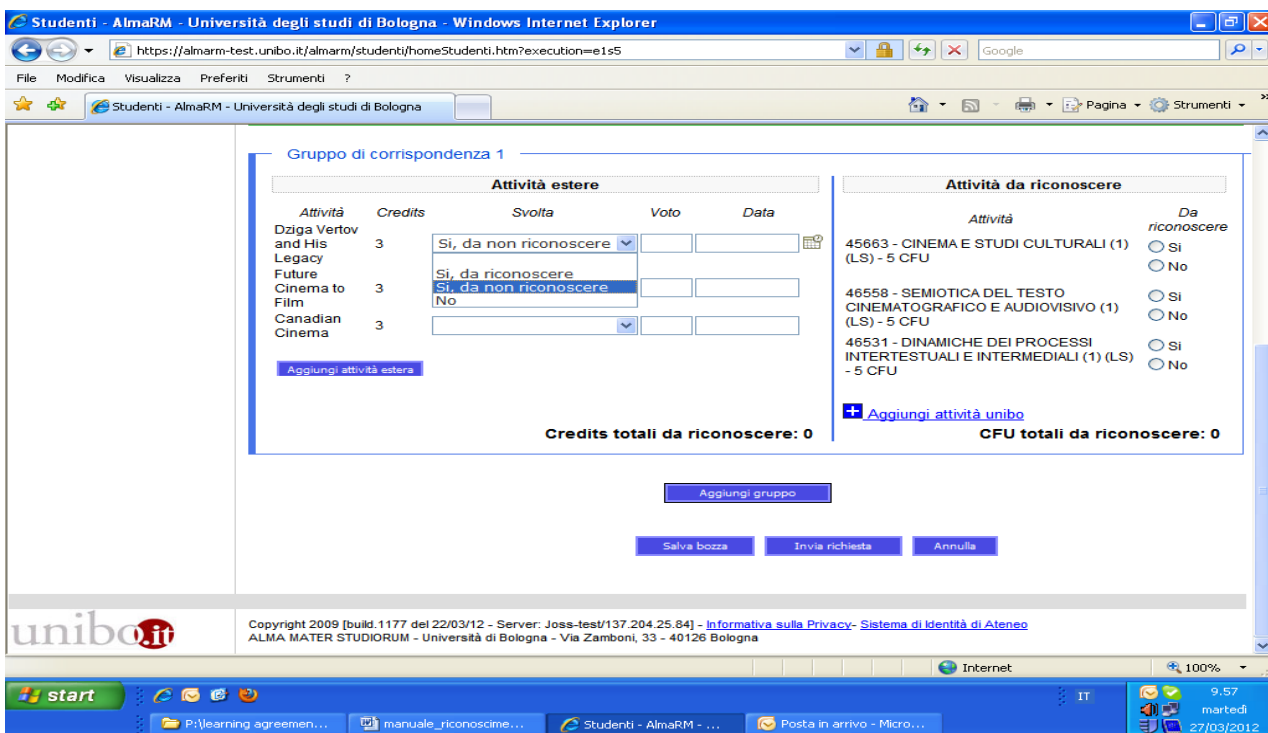 Studenti - AlmaRM - Università degli studi di Bologna - Windows Internet Explorer
https://almarm-test.unibo.it/almarm/studenti/homeStudenti.htm?execution=e1s5
Google
File Modifica Visualizza Preferiti Strumenti ?
Studenti - AlmaRM - Università degli studi di Bologna
Pagina Strumenti »
Gruppo di corrispondenza 1
Attività estere
Attività Credits Svolta Voto Data
Dziga Vertov
and His
Legacy
3
Si, da non riconoscere
Si, da riconoscere
Si, da non riconoscere
No
Future
Cinema to
Film
3
Canadian
Cinema
3
Aggiungi attività estera
Credits totali da riconoscere: 0
Attività da riconoscere
Attività
Da
riconoscere
45663 - CINEMA E STUDI CULTURALI (1)
(LS) - 5 CFU
Si
No
46558 - SEMIOTICA DEL TESTO
CINEMATOGRAFICO E AUDIOVISIVO (1)
(LS) - 5 CFU
Si
No
46531 - DINAMICHE DEI PROCESSI
INTERTESTUALI E INTERMEDIALI (1) (LS)
- 5 CFU
Si
No
Aggiungi attività unibo
CFU totali da riconoscere: 0
Aggiungi gruppo
Salva bozza Invia richiesta Annulla
unibo.it
Copyright 2009 [build.1177 del 22/03/12 - Server: Joss-test/137.204.25.84] - Informativa sulla Privacy- Sistema di Identità di Ateneo
ALMA MATER STUDIORUM - Università di Bologna - Via Zamboni, 33 - 40126 Bologna
Internet 100%
start
IT
9.57
martedì
27/03/2012
P:\learning agreemen... manuale_riconoscime... Studenti - AlmaRM - ... Posta in arrivo - Micro...